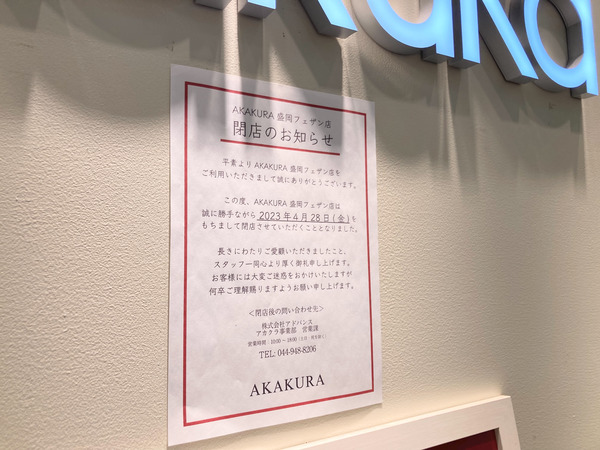 AKAKURA 盛岡フェザン店
閉店のお知らせ
平素より AKAKURA 盛岡フェザン店を
ご利用いただきまして誠にありがとうございます。
この度、AKAKURA 盛岡フェザン店は
誠に勝手ながら 2023年4月28日(金)を
もちまして閉店させていただくこととなりました。
長きにわたりご愛顧いただきましたこと、
スタッフ一同心より厚く御礼申し上げます。
お客様には大変ご迷惑をおかけいたしますが
何卒ご理解賜りますようお願い申し上げます。
<閉店後の問い合わせ先>
株式会社アドバンス
アカクラ事業部 営業課
営業時間:10:00~18:00
TEL: 044-948-8206
AKAKURA